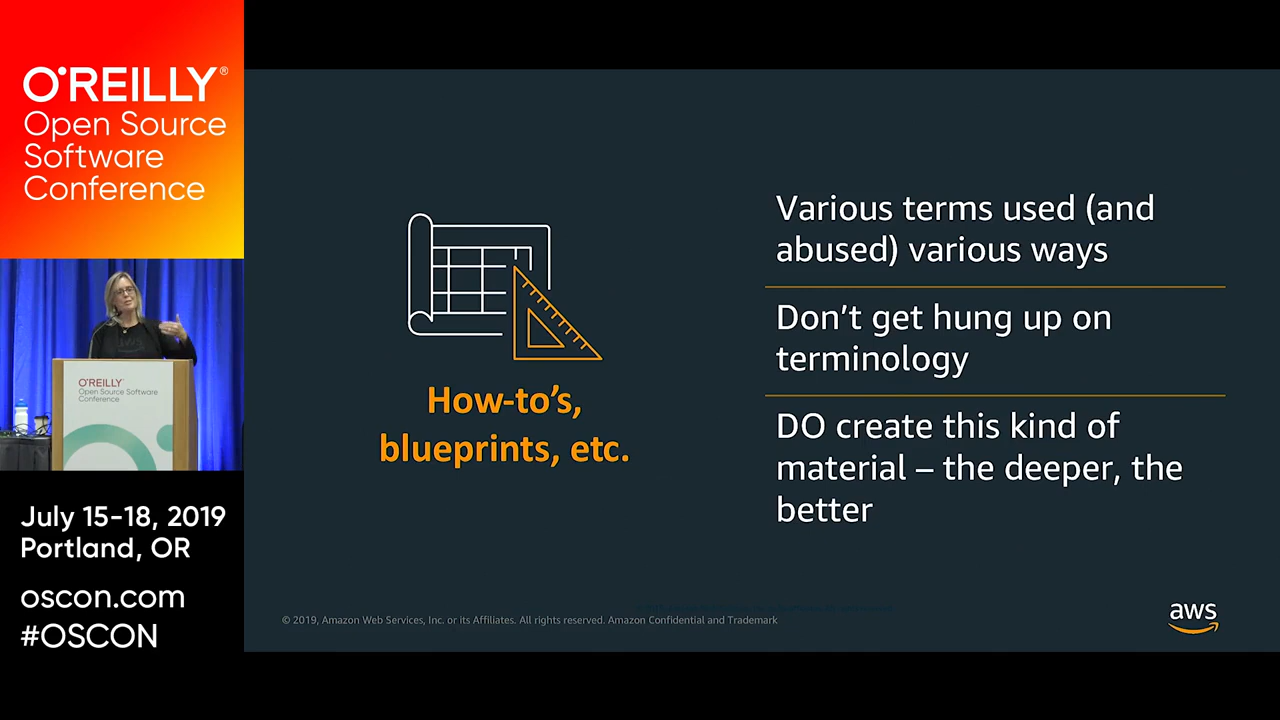 O'REILLY®
Open Source
Software
Conference
O'REILLY
Open Source Software
Conference
July 15-18, 2019
Portland, OR
oscon.com
#OSCON
How-to's,
blueprints, etc.
Various terms used (and
abused) various ways
Don't get hung up on
terminology
DO create this kind of
material – the deeper, the
better
© 2019, Amazon Web Services, Inc. or its Affiliates. All rights reserved. Amazon Confidential and Trademark
aws